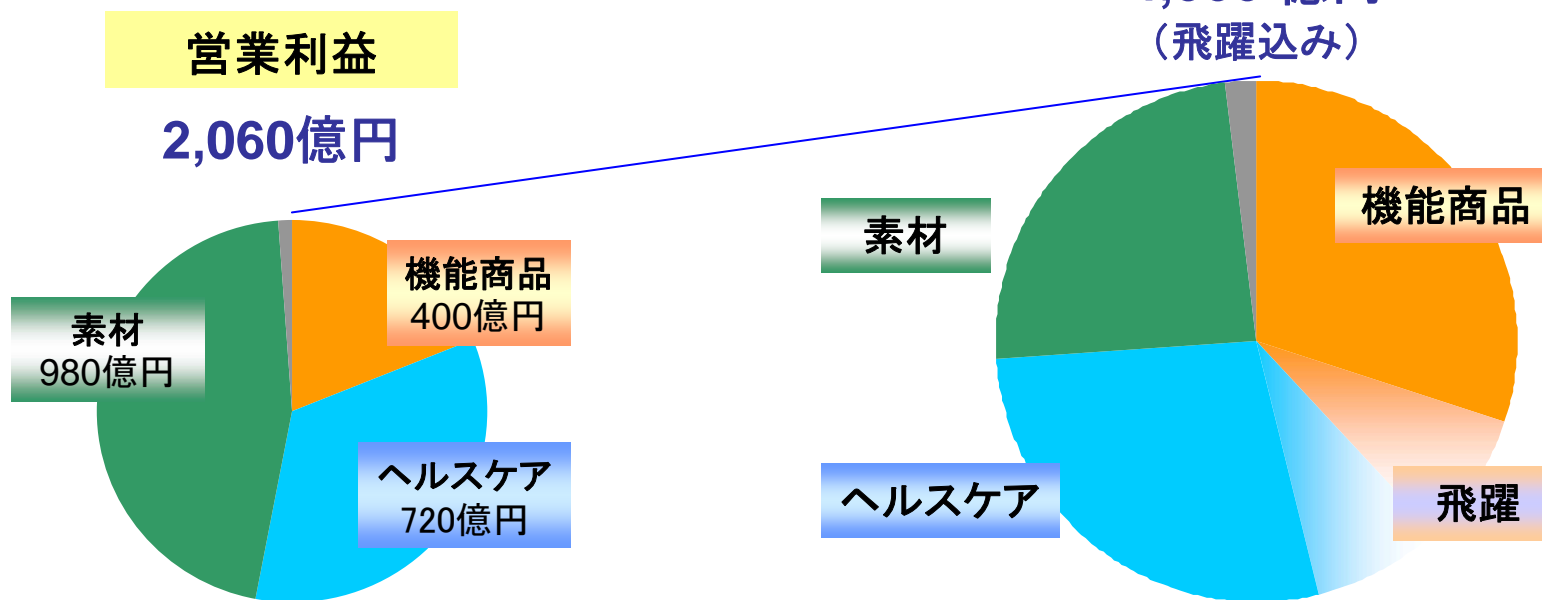 営業利益
2,060億円
機能商品
400億円
素材
980億円
ヘルスケア
720億円
(飛躍込み)
機能商品
素材
ヘルスケア
飛躍